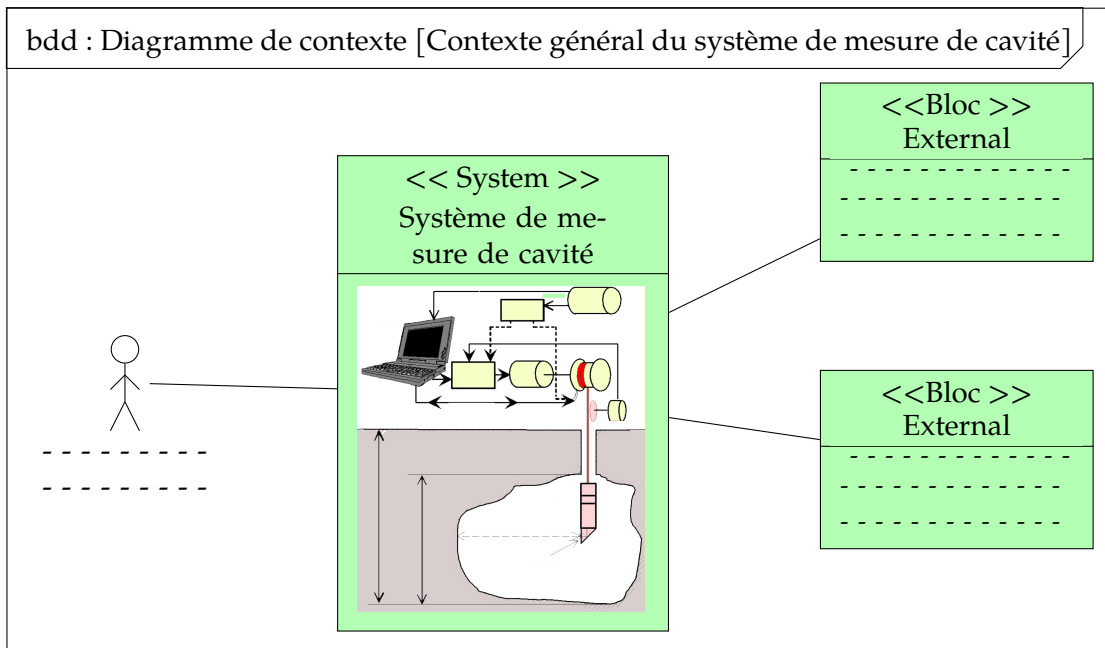 bdd : Diagramme de contexte [Contexte général du système de mesure de cavité]
<<Bloc >>
External
- - - - - - - - - - - - -
- - - - - - - - - - - - -
- - - - - - - - - - - - -
<< System >>
Système de me-
sure de cavité
- - - - - - - - -
- - - - - - - - -
<<Bloc >>
External
- - - - - - - - - - - - -
- - - - - - - - - - - - -
- - - - - - - - - - - - -